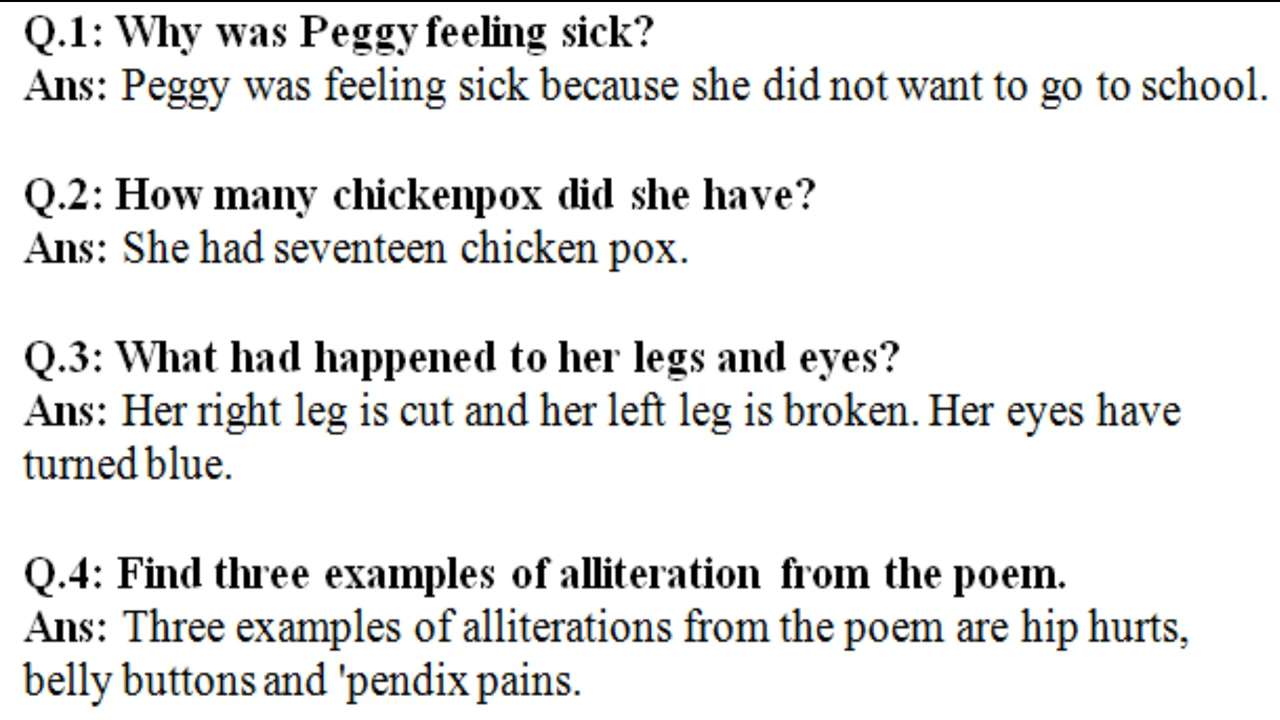 Q.1: Why was Peggy feeling sick?
Ans: Peggy was feeling sick because she did not want to go to school.
Q.2: How many chickenpox did she have?
Ans: She had seventeen chicken pox.
Q.3: What had happened to her legs and eyes?
Ans: Her right leg is cut and her left leg is broken. Her eyes have
turned blue.
Q.4: Find three examples of alliteration from the poem.
Ans: Three examples of alliterations from the poem are hip hurts,
belly buttons and 'pendix pains.